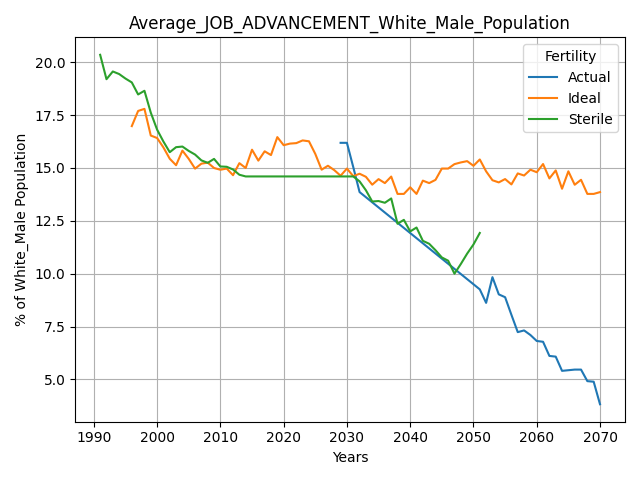 Average_JOB_ADVANCEMENT_White_Male_Population
Fertility
Actual
Ideal
Sterile
% of White_Male Population
20.0
17.5
15.0
12.5
10.0
7.5
5.0
1990 2000 2010 2020 2030 2040 2050 2060 2070
Years